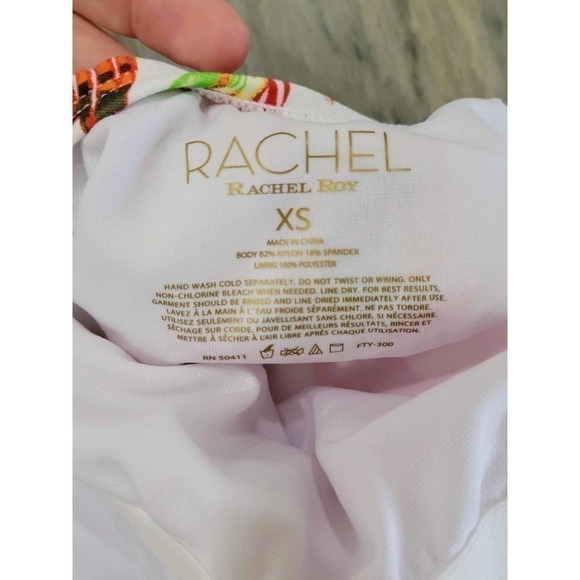 RACHEL
RACHEL ROY
XS
MADE IN CHINA
BODY 82% NYLON 18% SPANDEX
LINING 100% POLYESTER
HAND WASH COLD SEPARATELY. DO NOT TWIST OR WRING. ONLY
NON-CHLORINE BLEACH WHEN NEEDED. LINE DRY. FOR BEST RESULTS,
GARMENT SHOULD BE RINSED AND LINE DRIED IMMEDIATELY AFTER USE.
LAVEZ À LA MAIN À L'EAU FROIDE SÉPARÉMENT. NE PAS TORDRE.
UTILISEZ SEULEMENT DU JAVELLISANT SANS CHLORE, SI NÉCESSAIRE.
SÉCHAGE SUR CORDE. POUR DE MEILLEURS RÉSULTATS, RINCER ET
METTRE À SÉCHER À L'AIR LIBRE APRÈS CHAQUE UTILISATION.
RN 50411 FTY-300